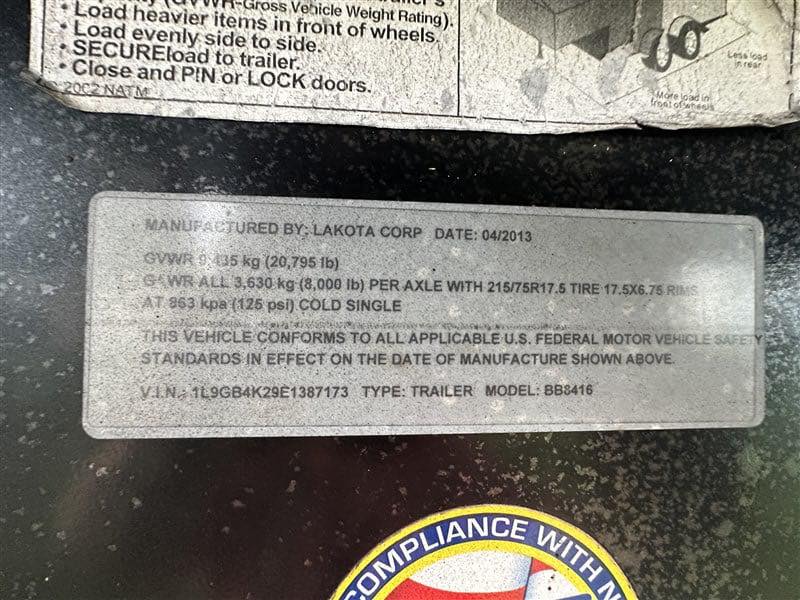 (GVWR-Gross Vehicle Weight Rating).
• Load heavier items in front of wheels.
• Load evenly side to side.
• SECUREload to trailer.
• Close and PIN or LOCK doors.
2002 NATM
Less load
in rear
More load in
front of wheels
MANUFACTURED BY: LAKOTA CORP DATE: 04/2013
GVWR 9,435 kg (20,795 lb)
GAWR ALL 3,630 kg (8,000 lb) PER AXLE WITH 215/75R17.5 TIRE 17.5X6.75 RIMS
AT 863 kpa (125 psi) COLD SINGLE
THIS VEHICLE CONFORMS TO ALL APPLICABLE U.S. FEDERAL MOTOR VEHICLE SAFETY
STANDARDS IN EFFECT ON THE DATE OF MANUFACTURE SHOWN ABOVE.
V.I.N.: 1L9GB4K29E1387173 TYPE: TRAILER MODEL: BB8416
COMPLIANCE WITH